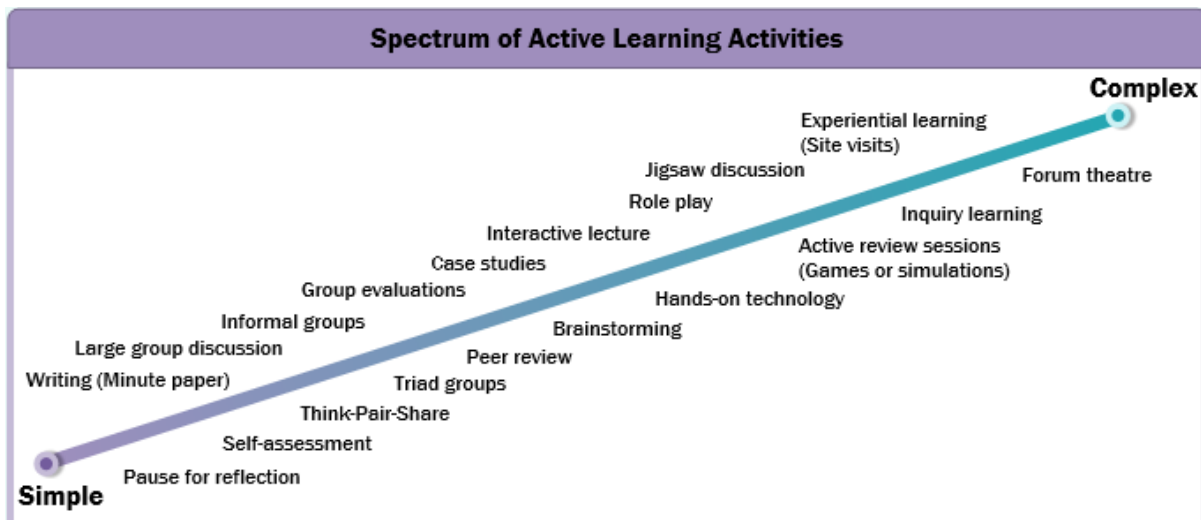 Spectrum of Active Learning Activities
Complex
Experiential learning
(Site visits)
Jigsaw discussion
Forum theatre
Role play
Inquiry learning
Interactive lecture
Active review sessions
(Games or simulations)
Case studies
Group evaluations
Hands-on technology
Informal groups
Brainstorming
Large group discussion
Peer review
Writing (Minute paper)
Triad groups
Think-Pair-Share
Self-assessment
Pause for reflection
Simple